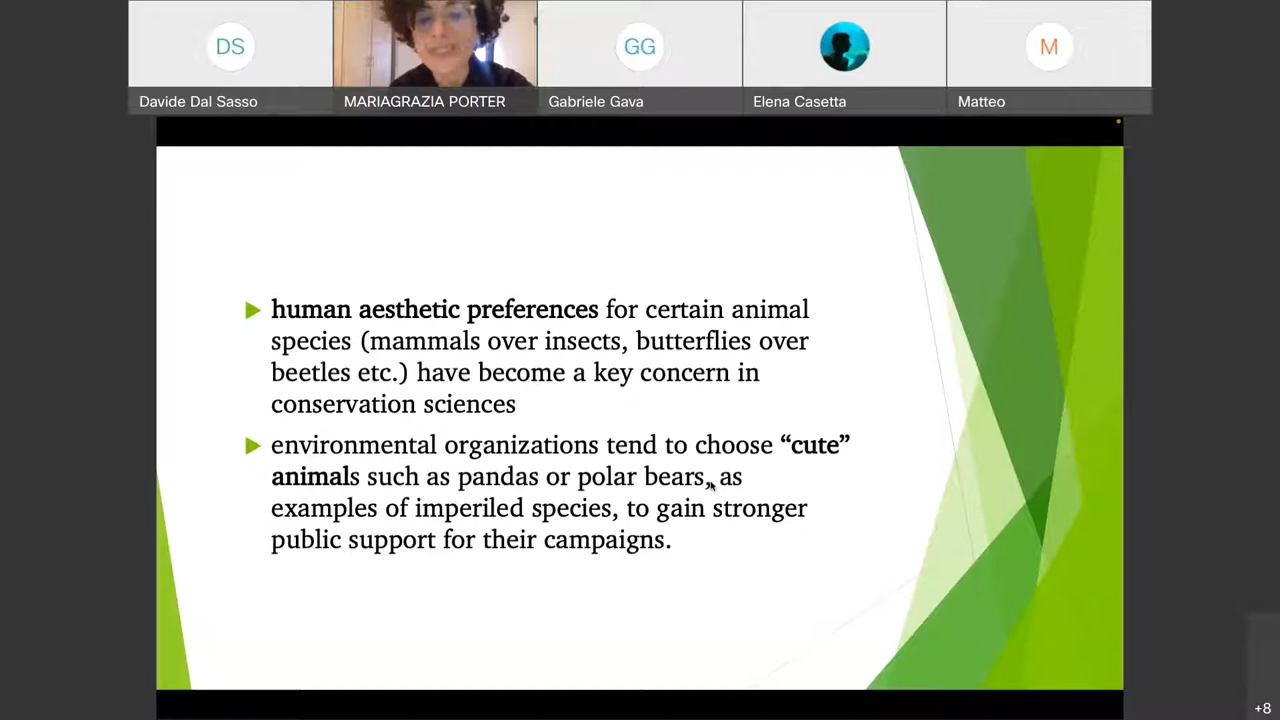 DS
GG
M
Davide Dal Sasso
MARIAGRAZIA PORTER
Gabriele Gava
Elena Casetta
Matteo
human aesthetic preferences for certain animal
species (mammals over insects, butterflies over
beetles etc.) have become a key concern in
conservation sciences
environmental organizations tend to choose “cute”
animals such as pandas or polar bears, as
examples of imperiled species, to gain stronger
public support for their campaigns.
+8